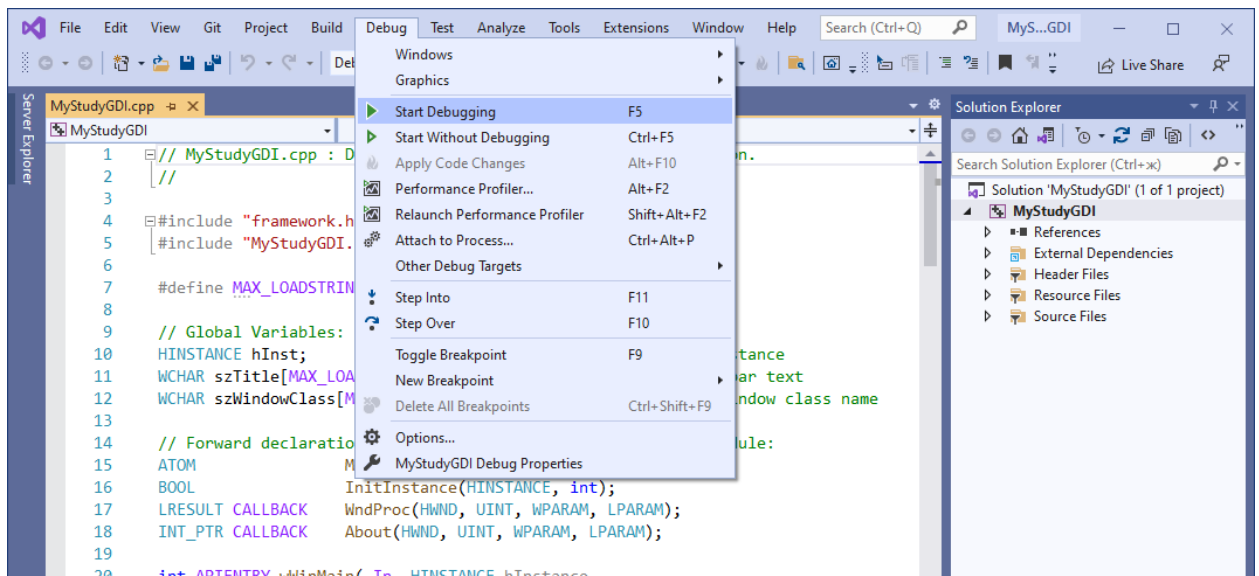 File Edit View Git Project Build Debug Test Analyze Tools Extensions Window Help Search (Ctrl+Q) MyS...GDI
Live Share
Server Explorer
MyStudyGDI.cpp
MyStudyGDI
Windows
Graphics
Start Debugging F5
Start Without Debugging Ctrl+F5
Apply Code Changes Alt+F10
Performance Profiler... Alt+F2
Relaunch Performance Profiler Shift+Alt+F2
Attach to Process... Ctrl+Alt+P
Other Debug Targets
Step Into F11
Step Over F10
Toggle Breakpoint F9
New Breakpoint
Delete All Breakpoints Ctrl+Shift+F9
Options...
MyStudyGDI Debug Properties
1 // MyStudyGDI.cpp : D
2 //
3
4 #include "framework.h
5 #include "MyStudyGDI.
6
7 #define MAX_LOADSTRIN
8
9 // Global Variables:
10 HINSTANCE hInst;
11 WCHAR szTitle[MAX_LOA
12 WCHAR szWindowClass[M ndow class name
13
14 // Forward declaratio
15 ATOM M
16 BOOL InitInstance(HINSTANCE, int);
17 LRESULT CALLBACK WndProc(HWND, UINT, WPARAM, LPARAM);
18 INT_PTR CALLBACK About(HWND, UINT, WPARAM, LPARAM);
19
Solution Explorer
Search Solution Explorer (Ctrl+ж)
Solution 'MyStudyGDI' (1 of 1 project)
MyStudyGDI
References
External Dependencies
Header Files
Resource Files
Source Files